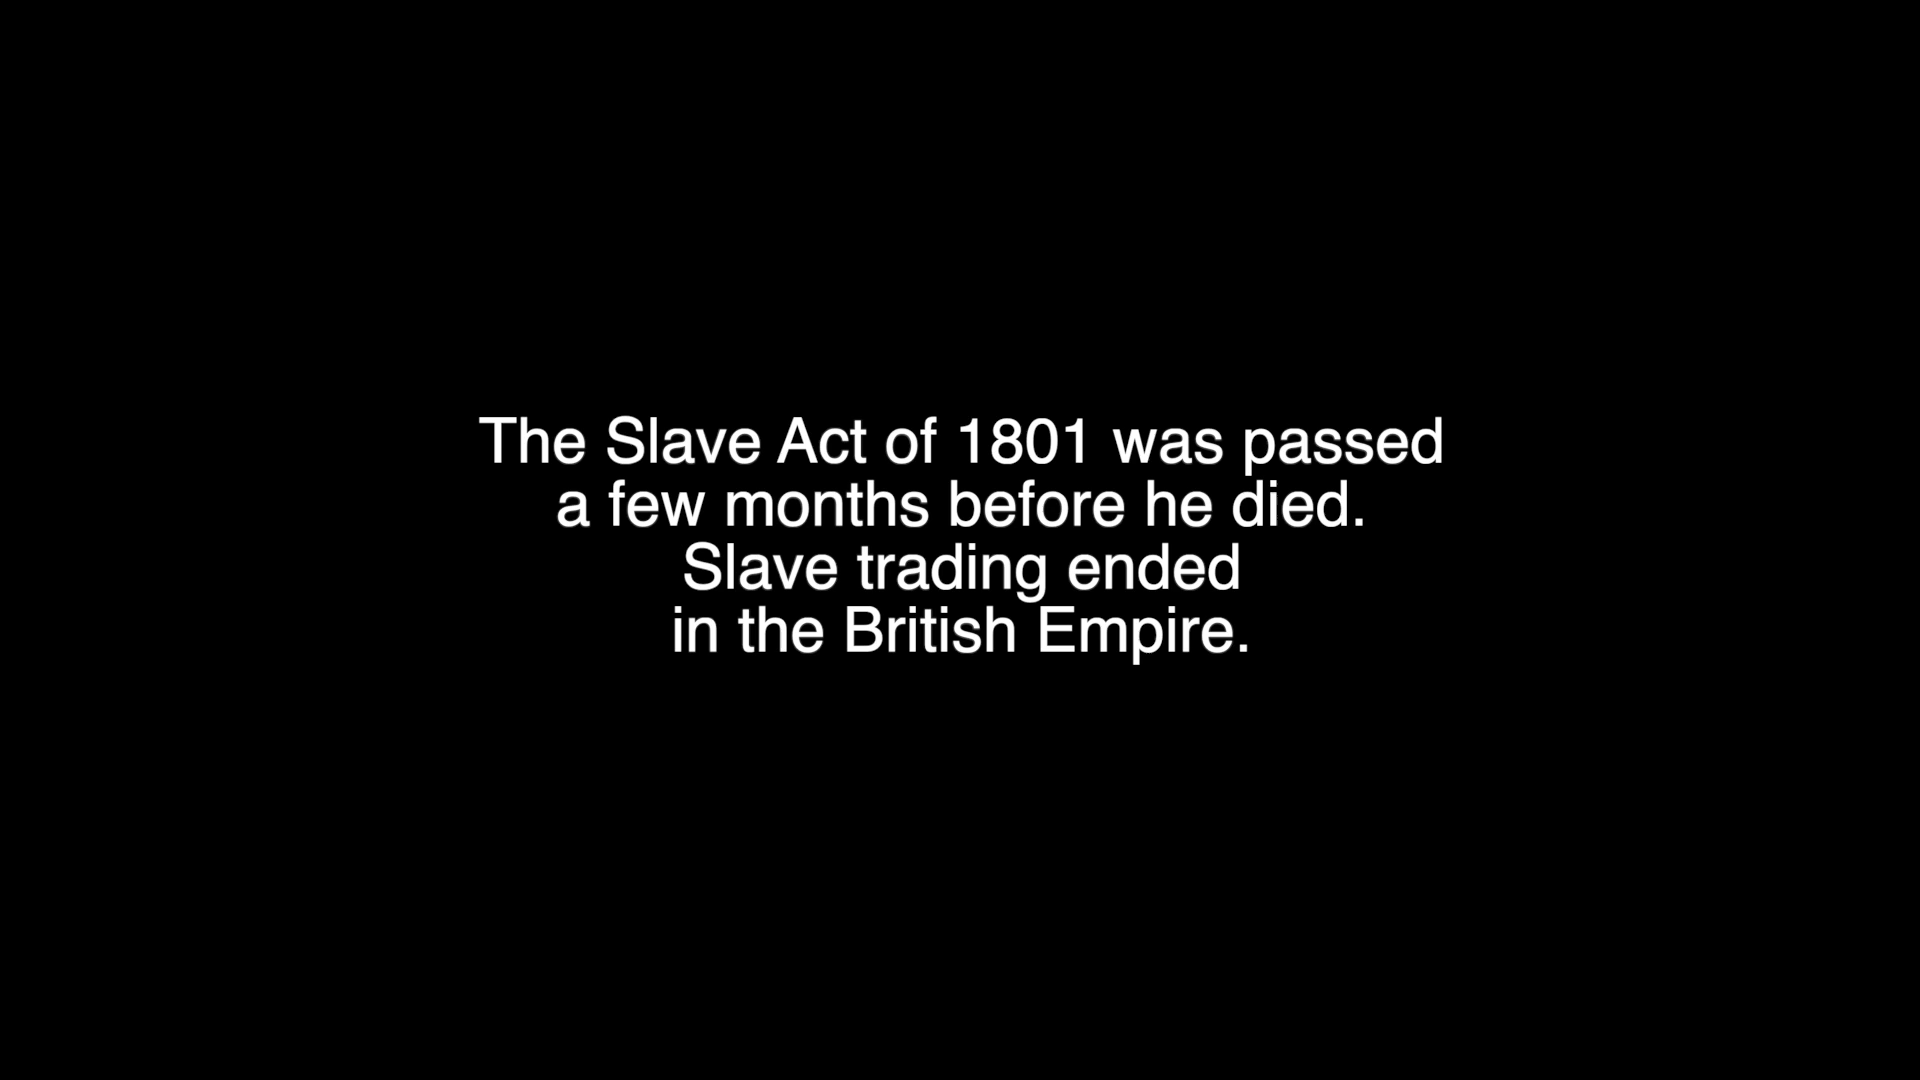 The Slave Act of 1801 was passed
a few months before he died.
Slave trading ended
in the British Empire.